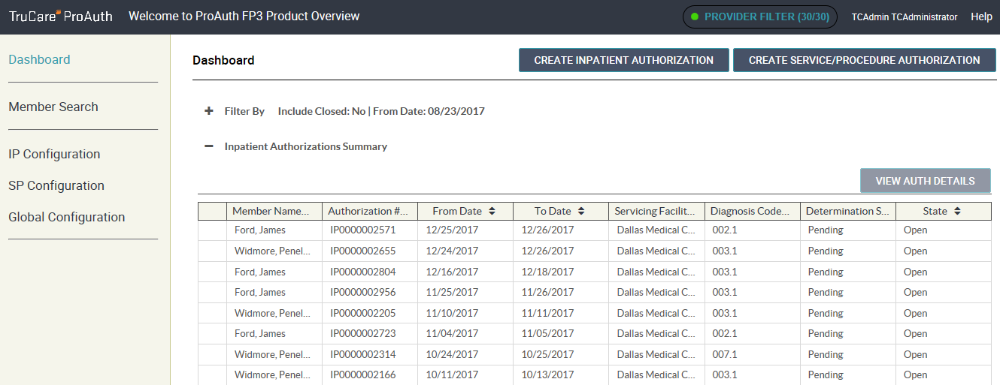 TruCare ProAuth Welcome to ProAuth FP3 Product Overview PROVIDER FILTER (30/30) TCAdmin TCAdministrator Help
Dashboard
Member Search
IP Configuration
SP Configuration
Global Configuration
Dashboard CREATE INPATIENT AUTHORIZATION CREATE SERVICE/PROCEDURE AUTHORIZATION
+ Filter By Include Closed: No | From Date: 08/23/2017
− Inpatient Authorizations Summary
VIEW AUTH DETAILS
Member Name... Authorization #... From Date To Date Servicing Facilit... Diagnosis Code... Determination S... State
Ford, James IP0000002571 12/25/2017 12/26/2017 Dallas Medical C... 002.1 Pending Open
Widmore, Penel... IP0000002655 12/24/2017 12/26/2017 Dallas Medical C... 003.1 Pending Open
Ford, James IP0000002804 12/16/2017 12/18/2017 Dallas Medical C... 003.1 Pending Open
Ford, James IP0000002956 11/25/2017 11/26/2017 Dallas Medical C... 003.1 Pending Open
Widmore, Penel... IP0000002205 11/10/2017 11/11/2017 Dallas Medical C... 003.1 Pending Open
Ford, James IP0000002723 11/04/2017 11/05/2017 Dallas Medical C... 002.1 Pending Open
Widmore, Penel... IP0000002314 10/24/2017 10/25/2017 Dallas Medical C... 007.1 Pending Open
Widmore, Penel... IP0000002166 10/11/2017 10/13/2017 Dallas Medical C... 003.1 Pending Open